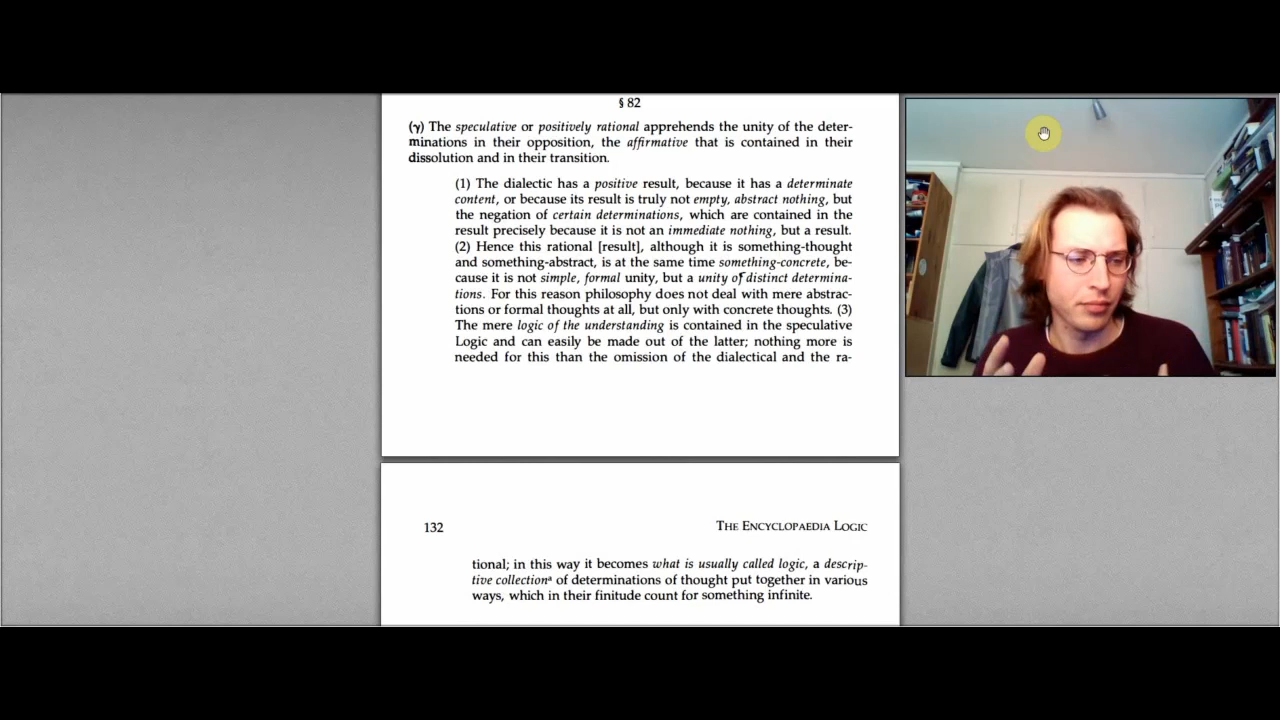 § 82
(γ) The speculative or positively rational apprehends the unity of the deter-
minations in their opposition, the affirmative that is contained in their
dissolution and in their transition.
(1) The dialectic has a positive result, because it has a determinate
content, or because its result is truly not empty, abstract nothing, but
the negation of certain determinations, which are contained in the
result precisely because it is not an immediate nothing, but a result.
(2) Hence this rational [result], although it is something-thought
and something-abstract, is at the same time something-concrete, be-
cause it is not simple, formal unity, but a unity of distinct determina-
tions. For this reason philosophy does not deal with mere abstrac-
tions or formal thoughts at all, but only with concrete thoughts. (3)
The mere logic of the understanding is contained in the speculative
Logic and can easily be made out of the latter; nothing more is
needed for this than the omission of the dialectical and the ra-
132 THE ENCYCLOPAEDIA LOGIC
tional; in this way it becomes what is usually called logic, a descrip-
tive collectionᵃ of determinations of thought put together in various
ways, which in their finitude count for something infinite.